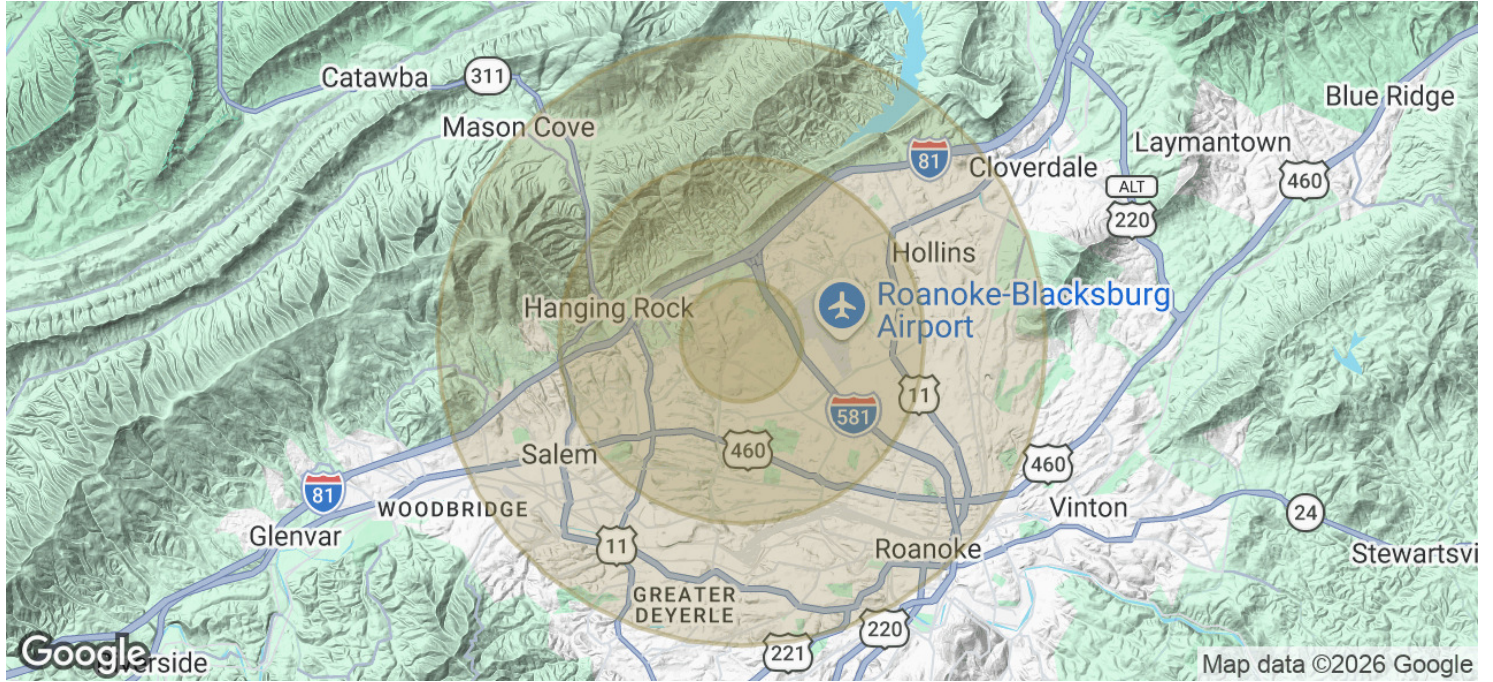 Catawba
311
Mason Cove
Blue Ridge
Laymantown
81
Cloverdale
460
ALT
220
Hollins
Hanging Rock
Roanoke-Blacksburg
Airport
11
581
Salem
460
460
81
WOODBRIDGE
Vinton
24
Glenvar
11
Roanoke
Stewartsvi
GREATER
DEYERLE
220
221
Google
verside
Map data ©2026 Google